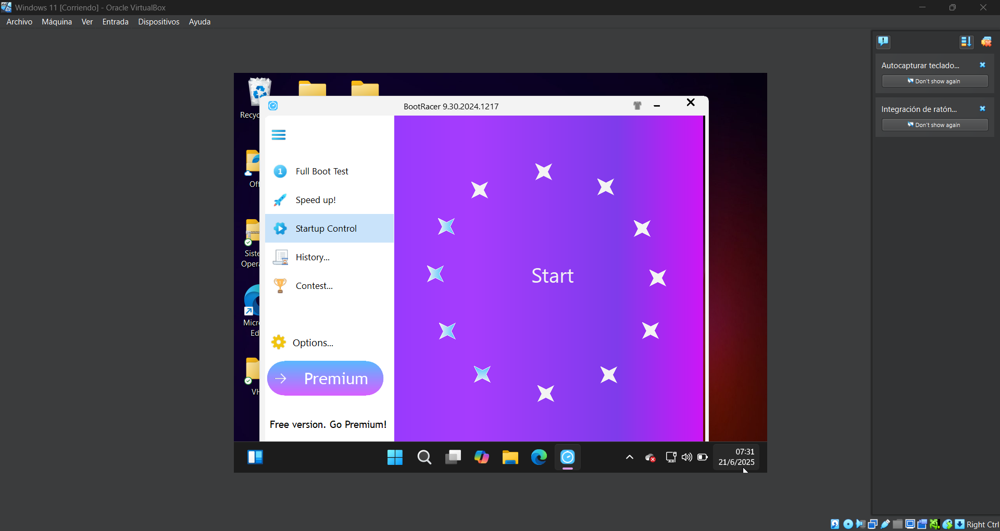 Windows 11 [Corriendo] - Oracle VirtualBox
Archivo Máquina Ver Entrada Dispositivos Ayuda
Autocapturar teclado...
Don't show again
Integración de ratón...
Don't show again
BootRacer 9.30.2024.1217
Full Boot Test
Speed up!
Startup Control
History...
Contest...
Options...
Premium
Free version. Go Premium!
Start
Recyc
Off
Siste
Opera
Micr
Ed
VH
07:31
21/6/2025
Right Ctrl